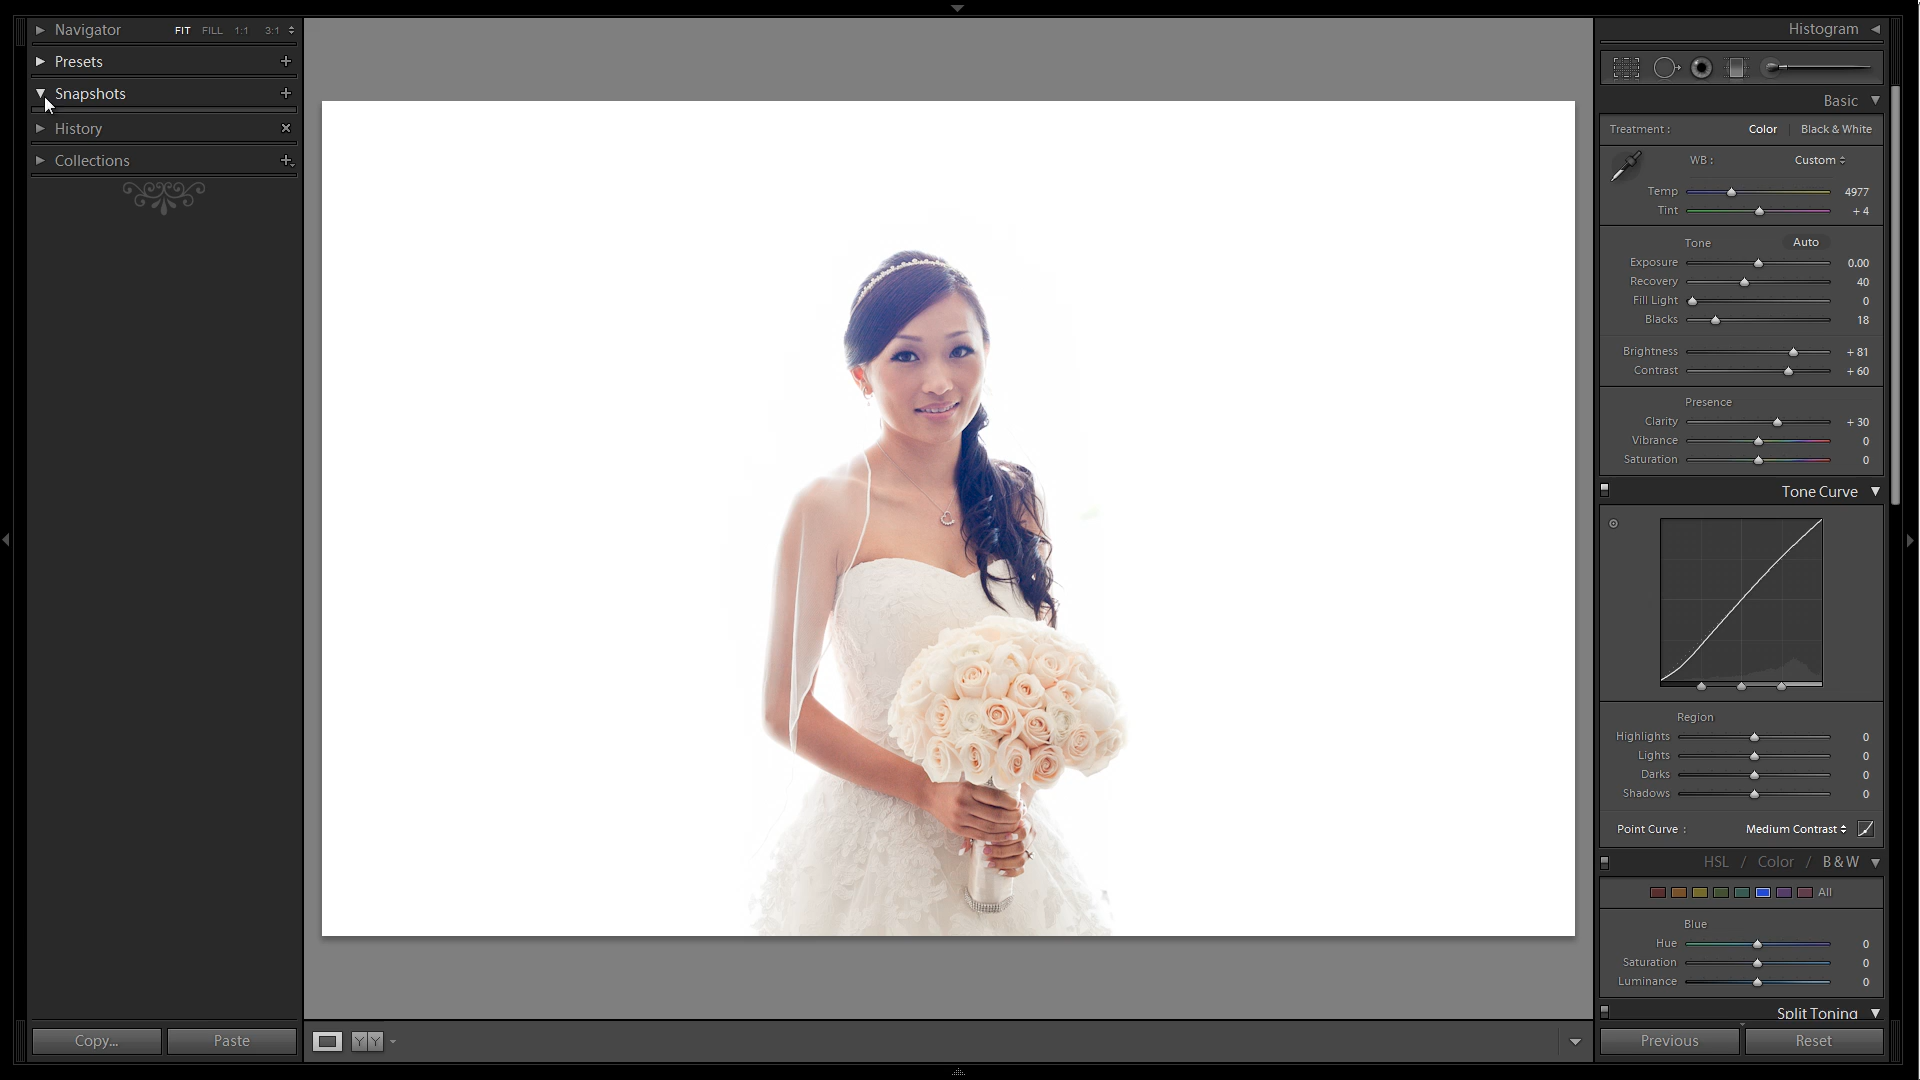 Navigator FIT FILL 1:1 3:1
Presets
Snapshots
History
Collections
Copy... Paste
Histogram
Basic
Treatment : Color Black & White
WB : Custom
Temp 4977
Tint + 4
Tone Auto
Exposure 0.00
Recovery 40
Fill Light 0
Blacks 18
Brightness + 81
Contrast + 60
Presence
Clarity + 30
Vibrance 0
Saturation 0
Tone Curve
Region
Highlights 0
Lights 0
Darks 0
Shadows 0
Point Curve : Medium Contrast
HSL / Color / B & W
All
Blue
Hue 0
Saturation 0
Luminance 0
Split Toning
Previous Reset
YY